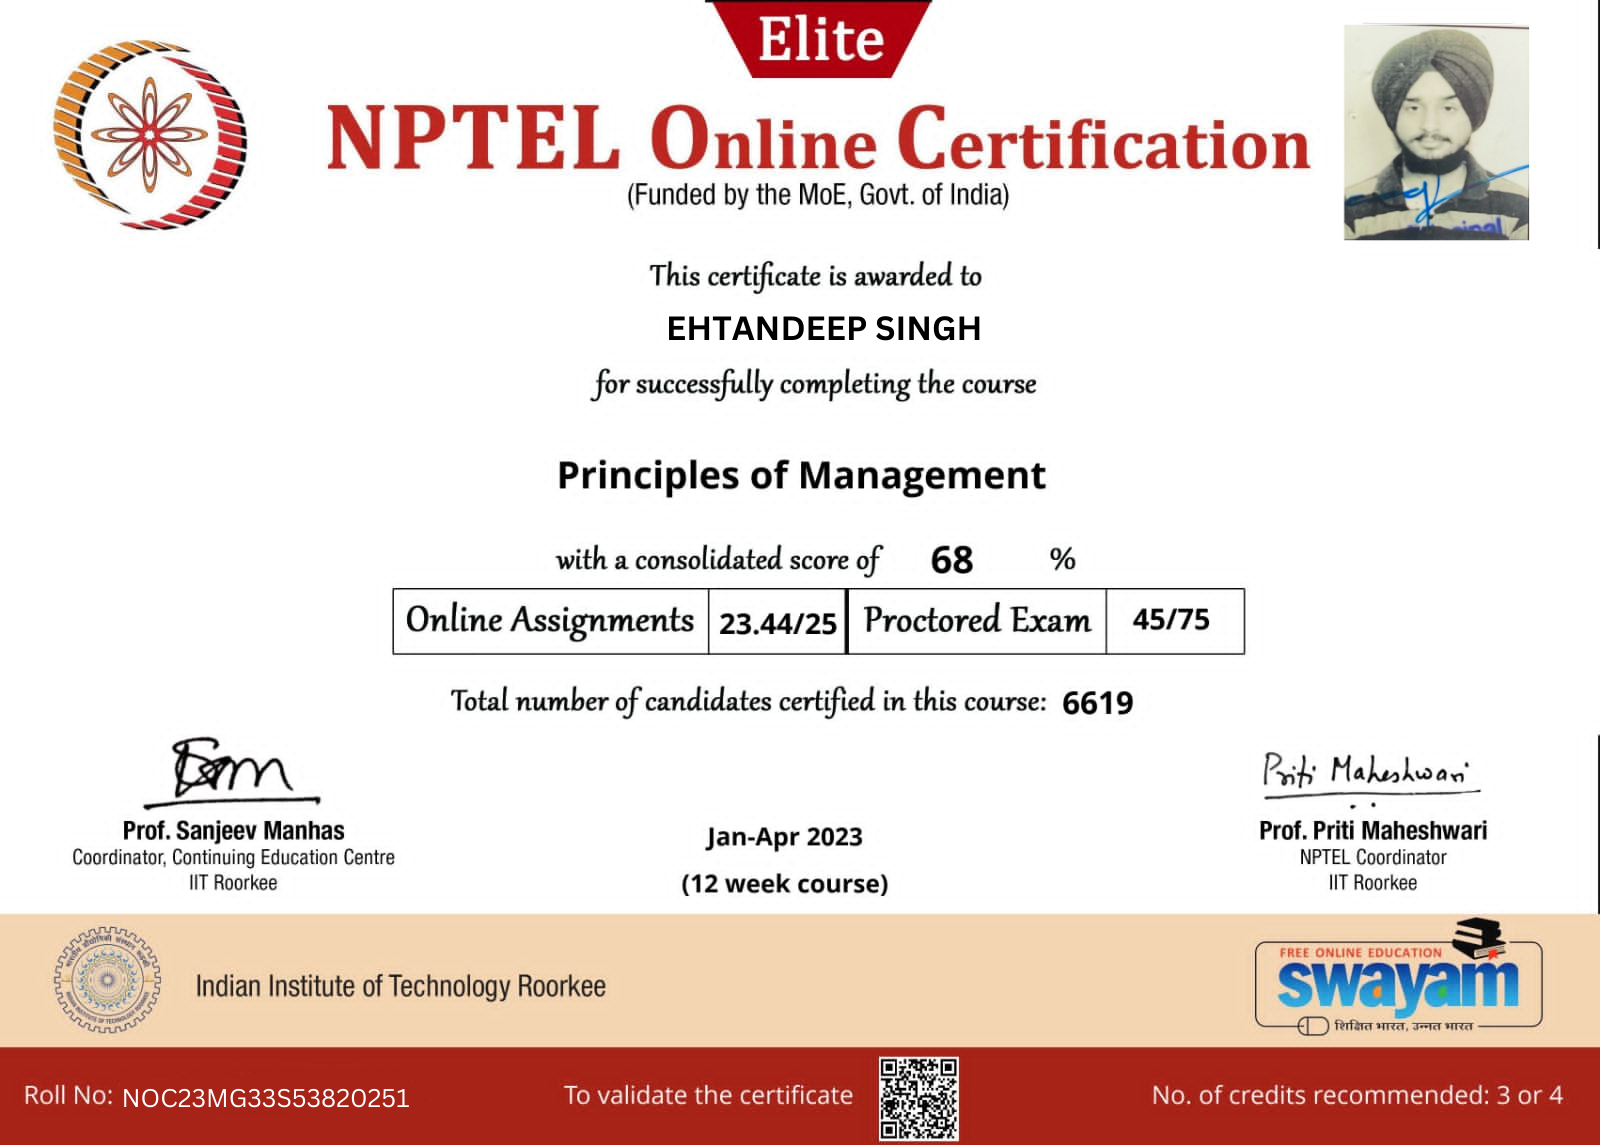 Elite
NPTEL Online Certification
(Funded by the MoE, Govt. of India)
This certificate is awarded to
EHTANDEEP SINGH
for successfully completing the course
Principles of Management
with a consolidated score of 68 %
Online Assignments 23.44/25 Proctored Exam 45/75
Total number of candidates certified in this course: 6619
Priti Maheshwari
Prof. Sanjeev Manhas
Coordinator, Continuing Education Centre
IIT Roorkee
Jan-Apr 2023
(12 week course)
Prof. Priti Maheshwari
NPTEL Coordinator
IIT Roorkee
Indian Institute of Technology Roorkee
FREE ONLINE EDUCATION
swayam
शिक्षित भारत, उन्नत भारत
Roll No: NOC23MG33S53820251
To validate the certificate
No. of credits recommended: 3 or 4